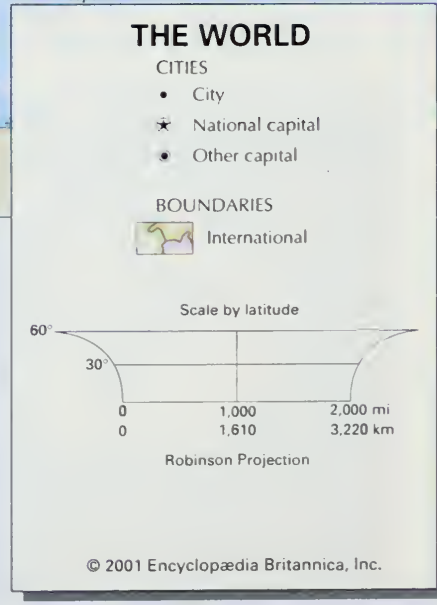 THE WORLD
CITIES
City
National capital
Other capital
BOUNDARIES
International
Scale by latitude
60°
30°
0 1,000 2,000 mi
0 1,610 3,220 km
Robinson Projection
© 2001 Encyclopædia Britannica, Inc.